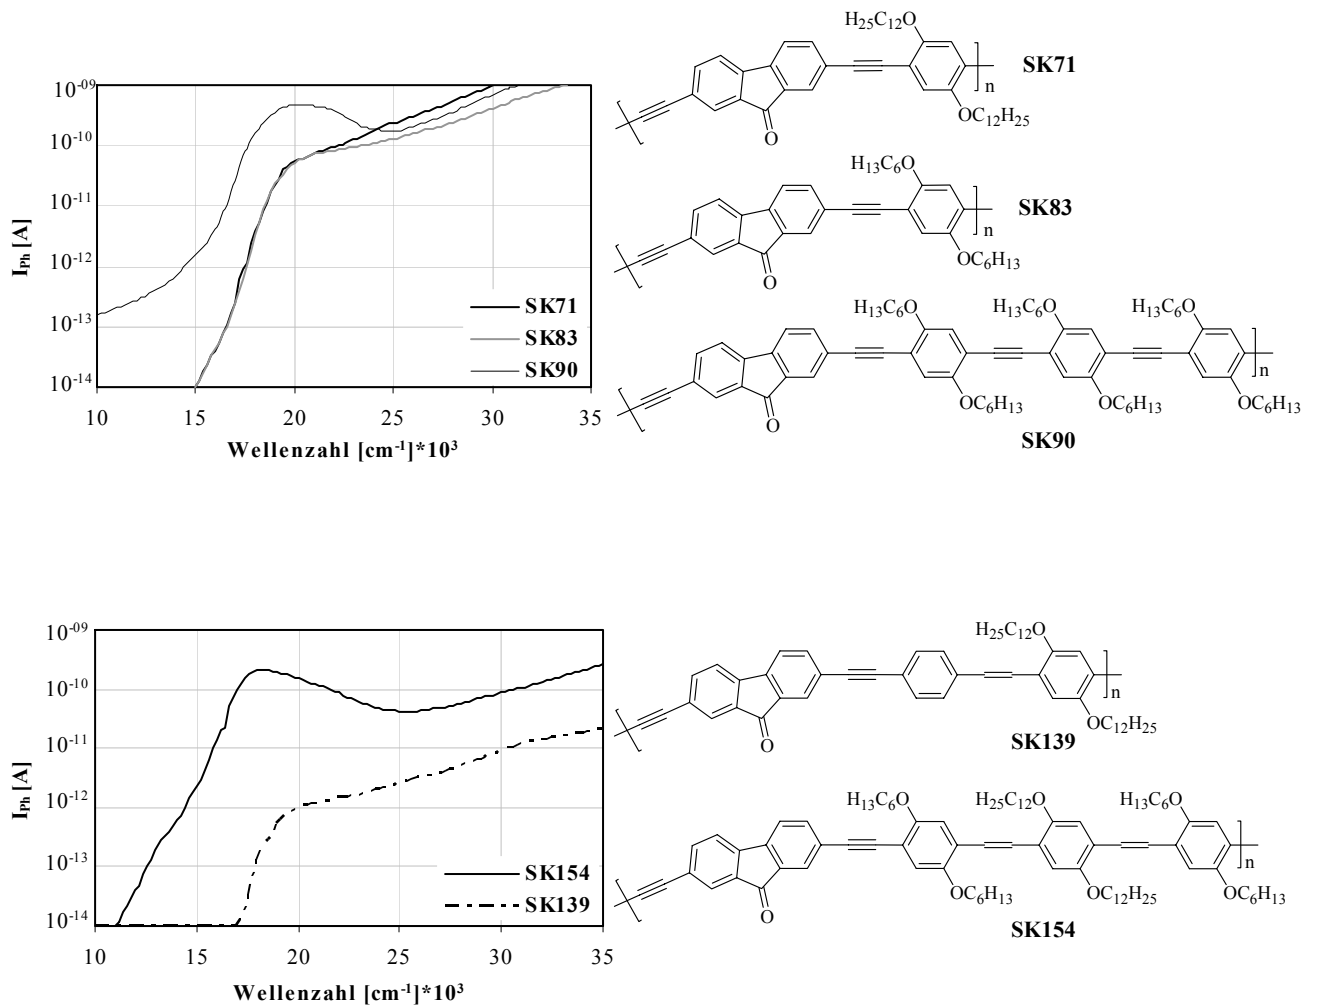 H₂₅C₁₂O
SK71
n
OC₁₂H₂₅
O
10⁻⁰⁹
10⁻¹⁰
10⁻¹¹
10⁻¹²
10⁻¹³
10⁻¹⁴
I_Ph [A]
SK71
SK83
SK90
10 15 20 25 30 35
Wellenzahl [cm⁻¹]*10³
H₁₃C₆O
SK83
n
OC₆H₁₃
O
H₁₃C₆O H₁₃C₆O H₁₃C₆O
n
OC₆H₁₃ OC₆H₁₃ OC₆H₁₃
O
SK90
10⁻⁰⁹
10⁻¹⁰
10⁻¹¹
10⁻¹²
10⁻¹³
10⁻¹⁴
I_Ph [A]
SK154
SK139
10 15 20 25 30 35
Wellenzahl [cm⁻¹]*10³
H₂₅C₁₂O
n
OC₁₂H₂₅
O
SK139
H₁₃C₆O H₂₅C₁₂O H₁₃C₆O
n
OC₆H₁₃ OC₁₂H₂₅ OC₆H₁₃
O
SK154